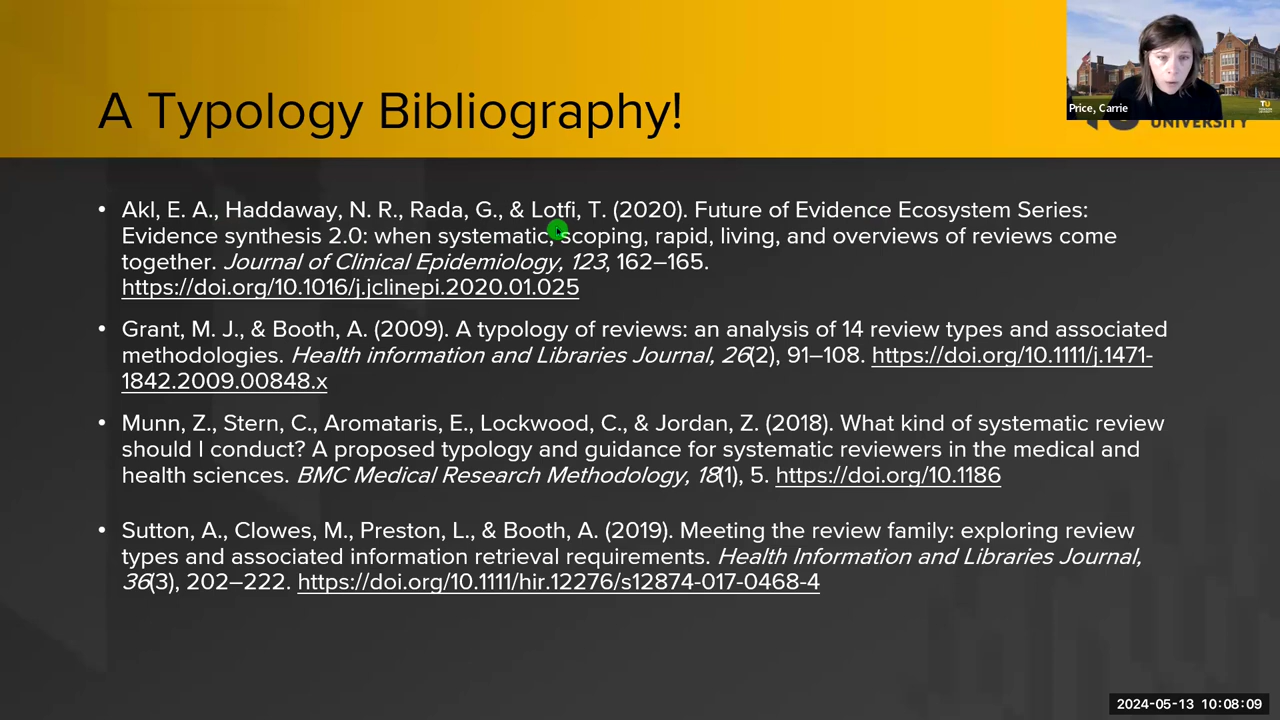 A Typology Bibliography!
Price, Carrie
TU
UNIVERSITY
• Akl, E. A., Haddaway, N. R., Rada, G., & Lotfi, T. (2020). Future of Evidence Ecosystem Series:
Evidence synthesis 2.0: when systematic, scoping, rapid, living, and overviews of reviews come
together. Journal of Clinical Epidemiology, 123, 162–165.
https://doi.org/10.1016/j.jclinepi.2020.01.025
• Grant, M. J., & Booth, A. (2009). A typology of reviews: an analysis of 14 review types and associated
methodologies. Health information and Libraries Journal, 26(2), 91–108. https://doi.org/10.1111/j.1471-
1842.2009.00848.x
• Munn, Z., Stern, C., Aromataris, E., Lockwood, C., & Jordan, Z. (2018). What kind of systematic review
should I conduct? A proposed typology and guidance for systematic reviewers in the medical and
health sciences. BMC Medical Research Methodology, 18(1), 5. https://doi.org/10.1186
• Sutton, A., Clowes, M., Preston, L., & Booth, A. (2019). Meeting the review family: exploring review
types and associated information retrieval requirements. Health Information and Libraries Journal,
36(3), 202–222. https://doi.org/10.1111/hir.12276/s12874-017-0468-4
2024-05-13 10:08:09